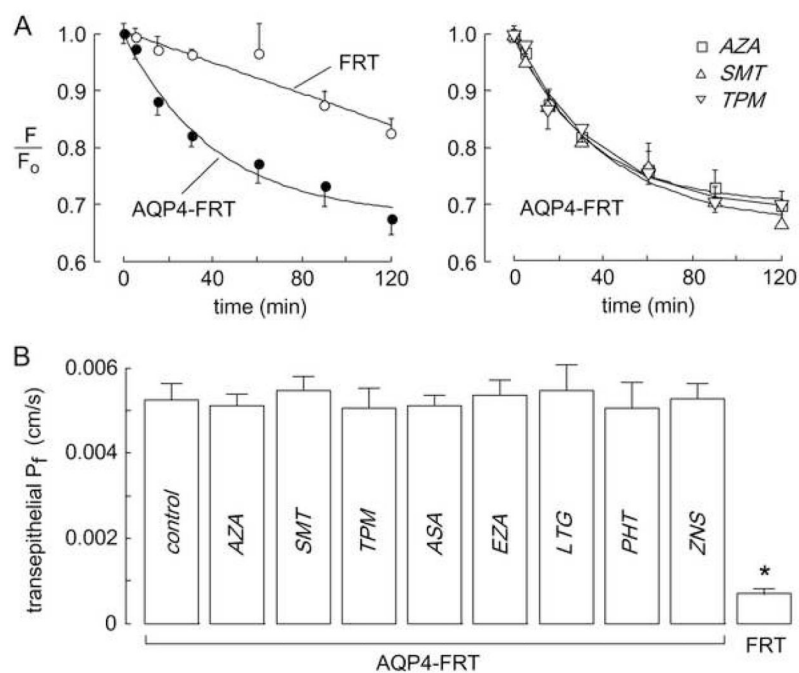 A
1.0
0.9
0.8
0.7
0.6
F
Fo
FRT
AQP4-FRT
0 40 80 120
time (min)
1.0
0.9
0.8
0.7
0.6
AZA
SMT
TPM
AQP4-FRT
0 40 80 120
time (min)
B
transepithelial Pf (cm/s)
0.006
0.004
0.002
0
control
AZA
SMT
TPM
ASA
EZA
LTG
PHT
ZNS
*
FRT
AQP4-FRT